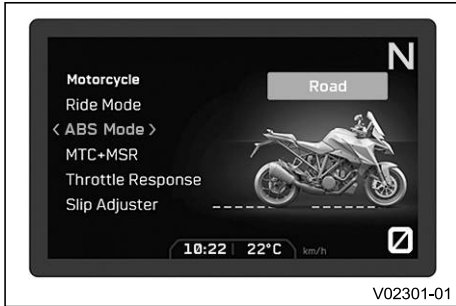 N
Motorcycle
Road
Ride Mode
< ABS Mode >
MTC+MSR
Throttle Response
Slip Adjuster
10:22 22°C km/h
0
V02301-01